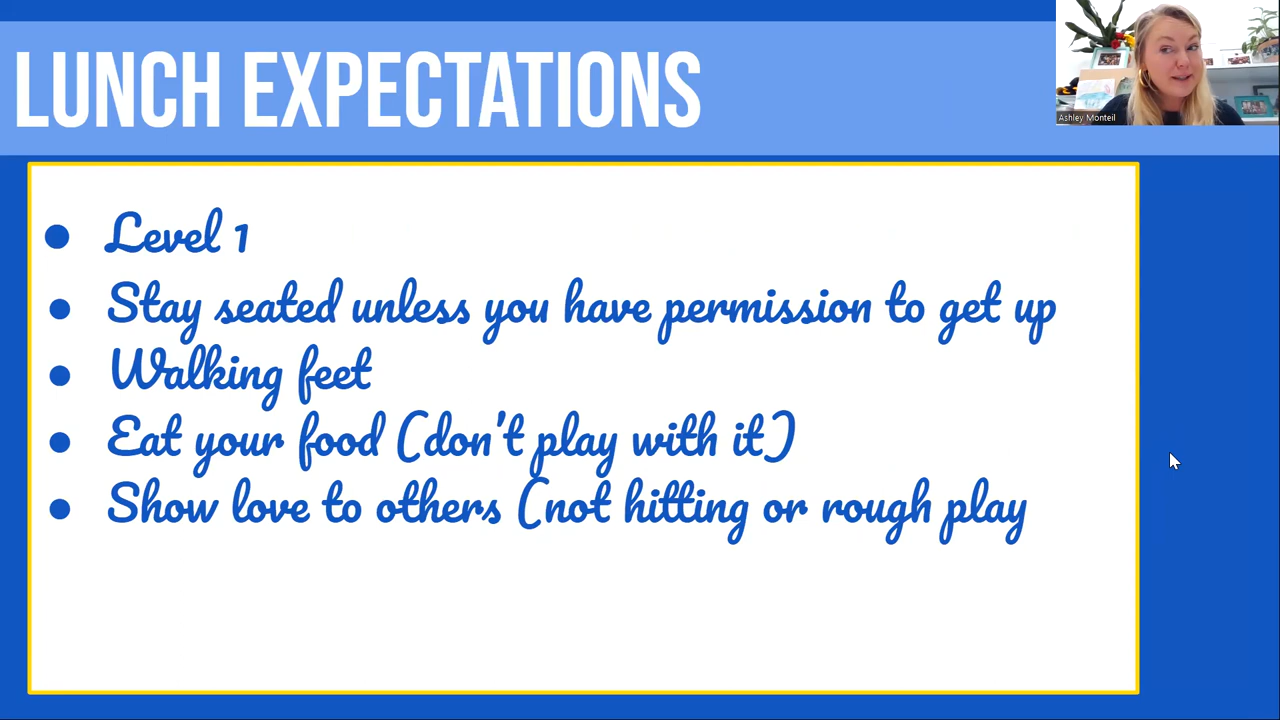 LUNCH EXPECTATIONS
Ashley Monteil
● Level 1
● Stay seated unless you have permission to get up
● Walking feet
● Eat your food (don't play with it)
● Show love to others (not hitting or rough play